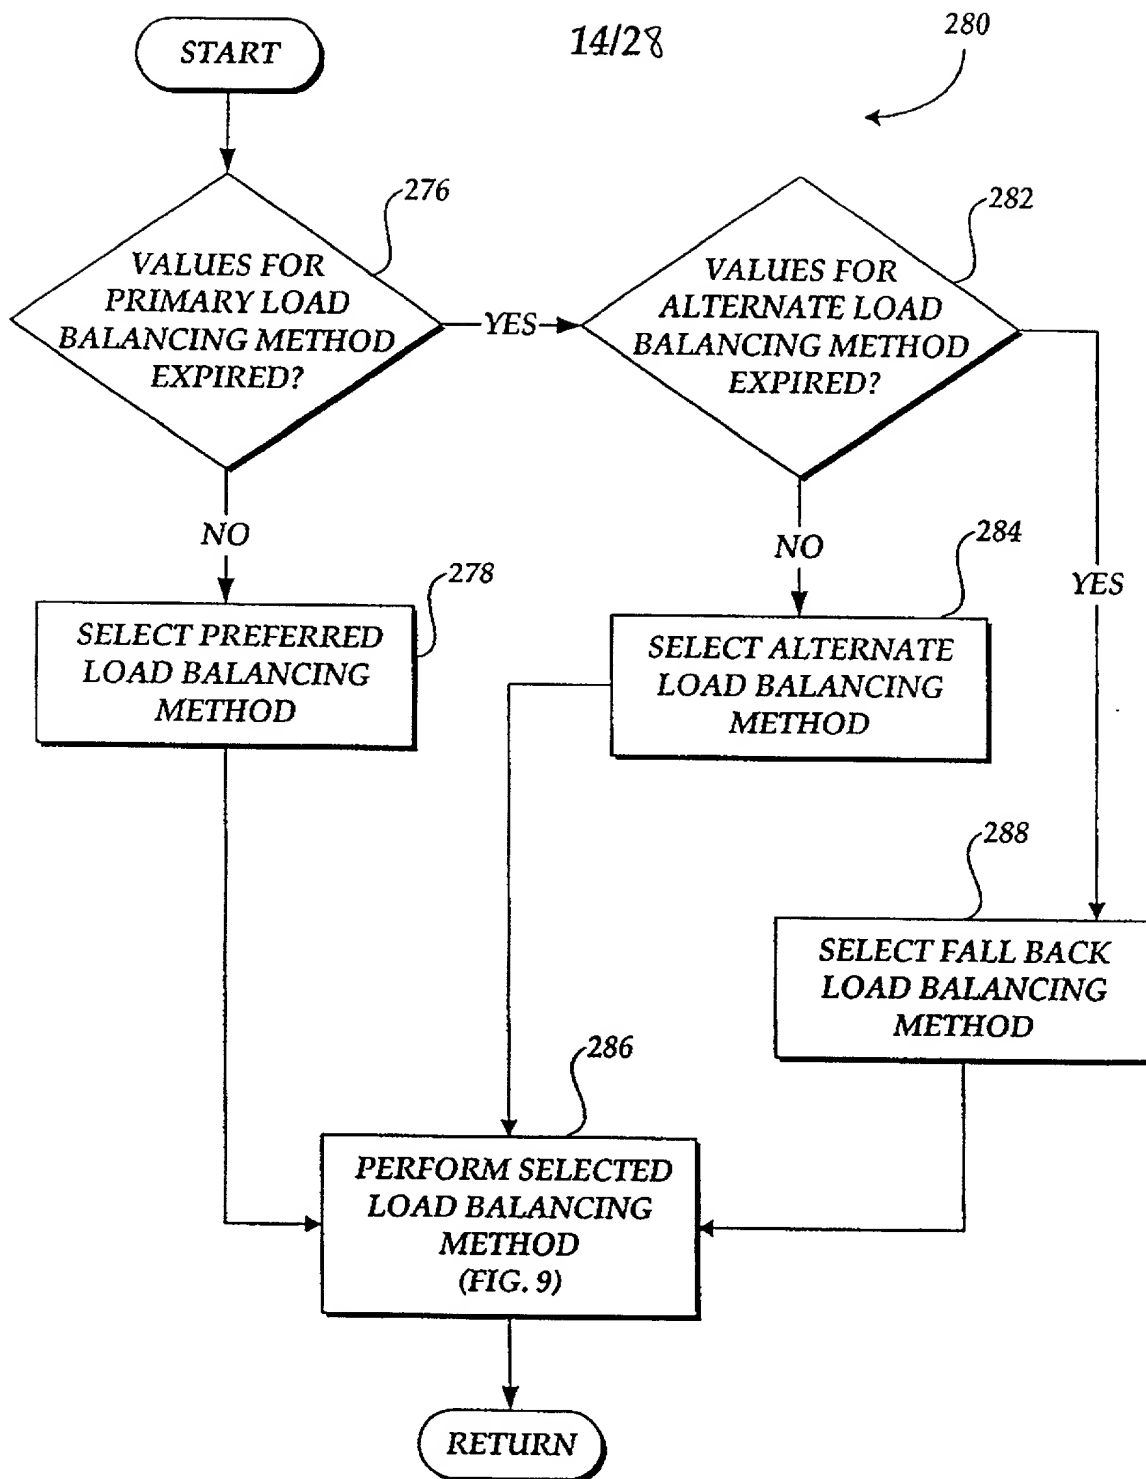 14/28
280
START
276
VALUES FOR
PRIMARY LOAD
BALANCING METHOD
EXPIRED?
YES
282
VALUES FOR
ALTERNATE LOAD
BALANCING METHOD
EXPIRED?
NO
278
SELECT PREFERRED
LOAD BALANCING
METHOD
NO
284
SELECT ALTERNATE
LOAD BALANCING
METHOD
YES
288
SELECT FALL BACK
LOAD BALANCING
METHOD
286
PERFORM SELECTED
LOAD BALANCING
METHOD
(FIG. 9)
RETURN